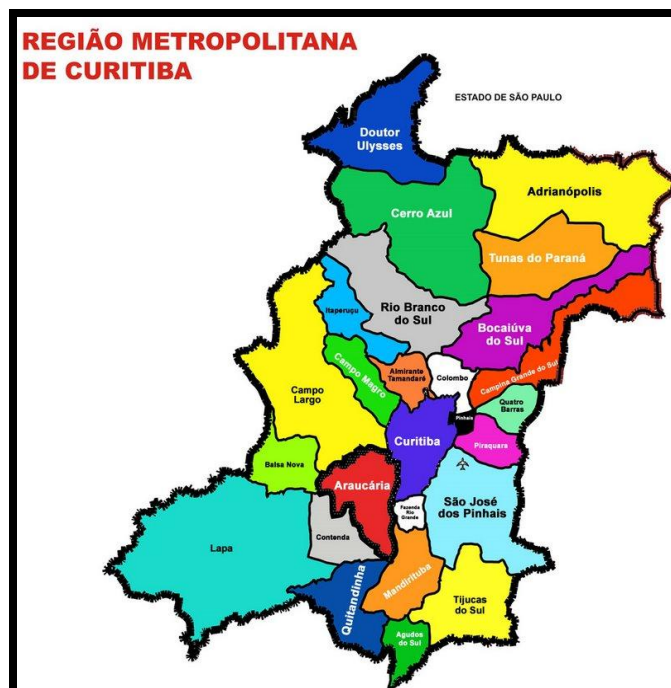 REGIÃO METROPOLITANA
DE CURITIBA
ESTADO DE SÃO PAULO
Doutor
Ulysses
Adrianópolis
Cerro Azul
Tunas do Paraná
Itaperuçu
Rio Branco
do Sul
Bocaiúva
do Sul
Campo Magro
Almirante
Tamandaré
Colombo
Campina Grande do Sul
Campo
Largo
Quatro
Barras
Pinhais
Curitiba
Piraquara
Balsa Nova
Araucária
São José
dos Pinhais
Fazenda
Rio
Grande
Contenda
Lapa
Quitandinha
Mandirituba
Tijucas
do Sul
Agudos
do Sul